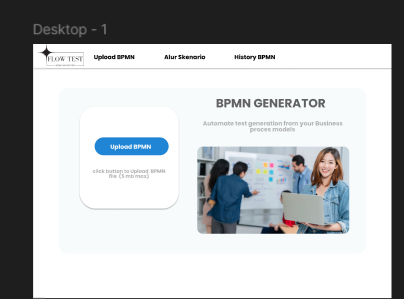 Desktop - 1
FLOW TEST
Upload BPMN
Alur Skenario
History BPMN
BPMN GENERATOR
Automate test generation from your Business
proces models
Upload BPMN
click button to Upload BPMN
file (5 mb max)